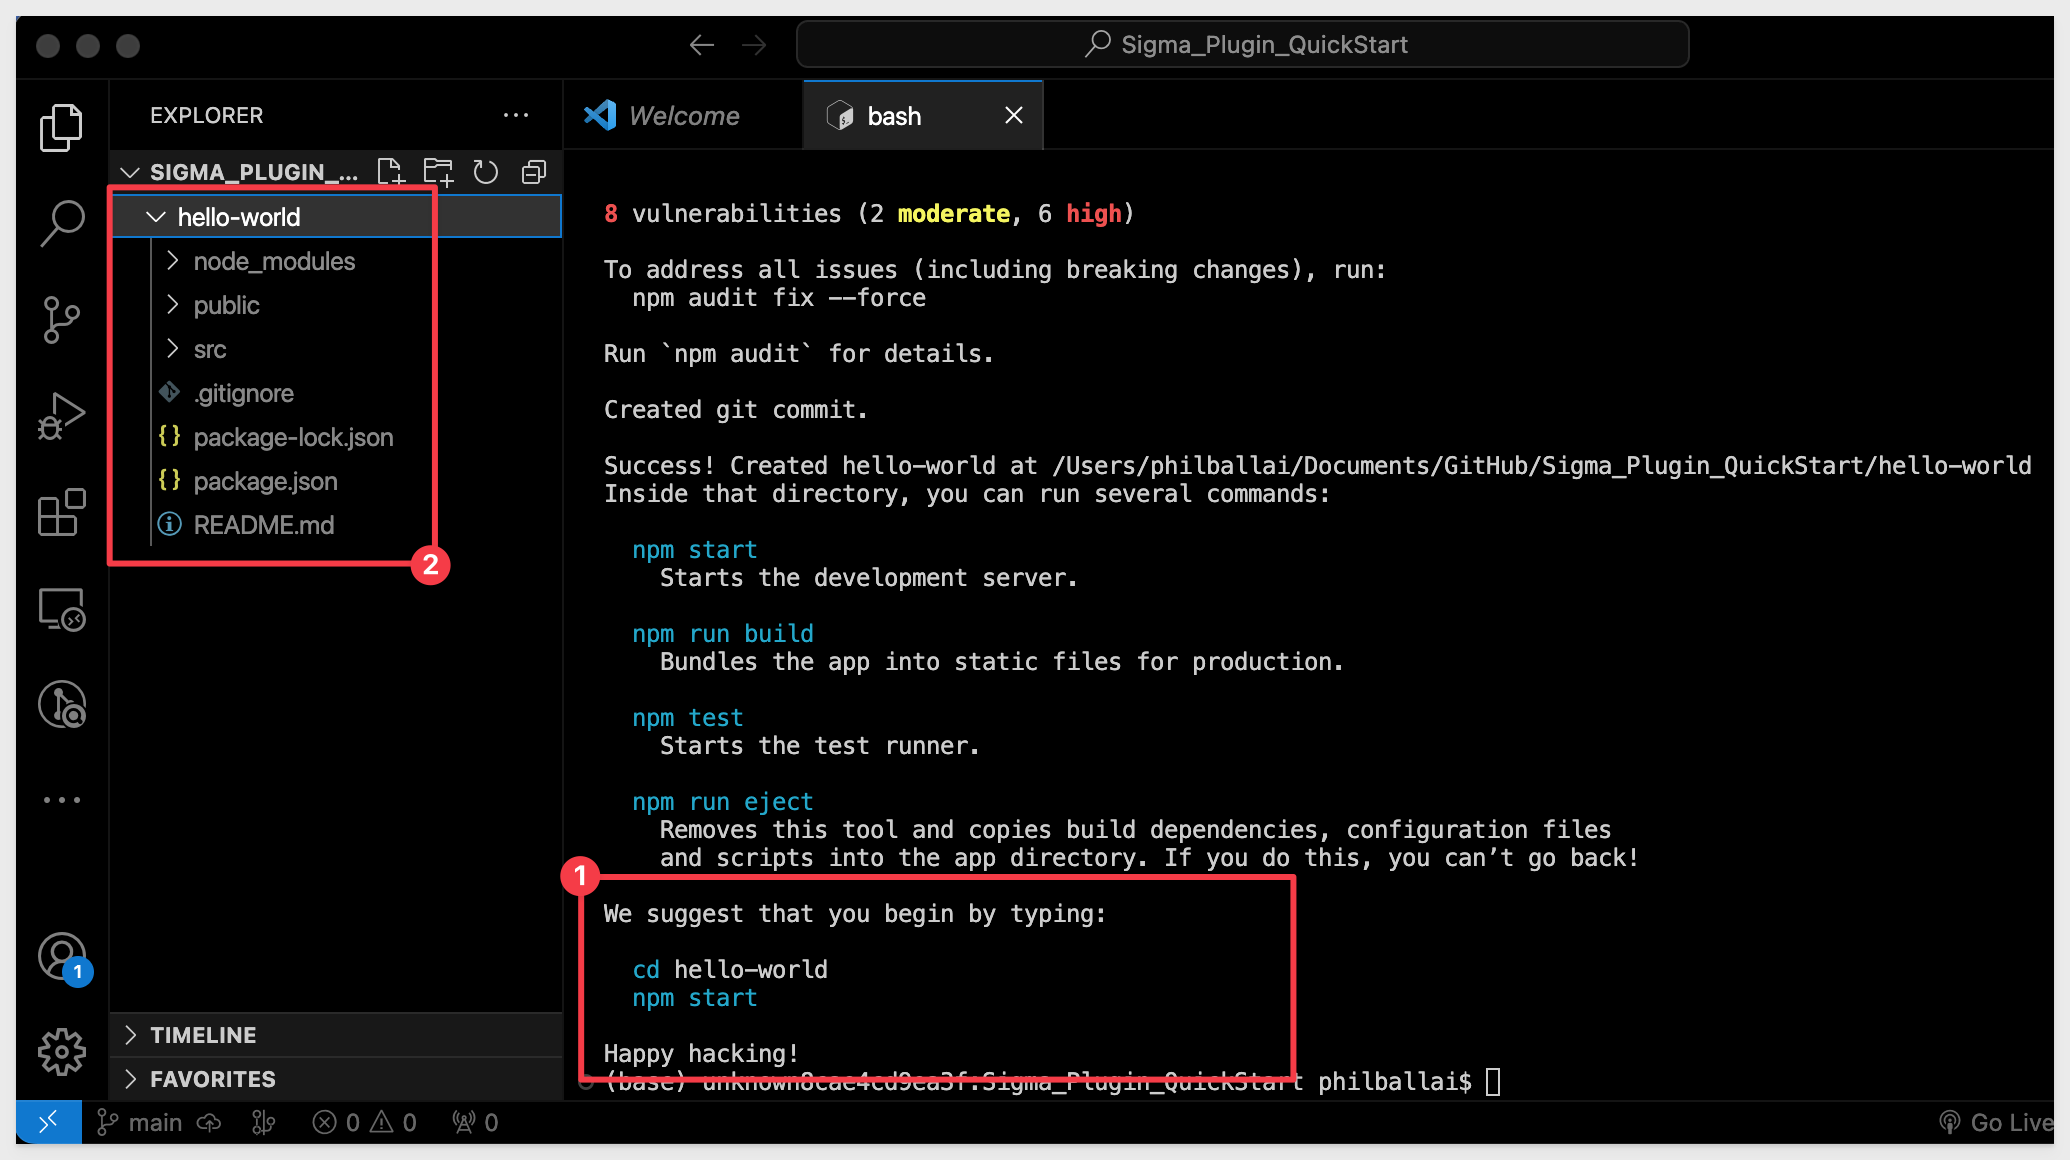 Sigma_Plugin_QuickStart
EXPLORER
Welcome
bash
SIGMA_PLUGIN_...
hello-world
node_modules
public
src
.gitignore
package-lock.json
package.json
README.md
2
8 vulnerabilities (2 moderate, 6 high)
To address all issues (including breaking changes), run:
npm audit fix --force
Run `npm audit` for details.
Created git commit.
Success! Created hello-world at /Users/philballai/Documents/GitHub/Sigma_Plugin_QuickStart/hello-world
Inside that directory, you can run several commands:
npm start
Starts the development server.
npm run build
Bundles the app into static files for production.
npm test
Starts the test runner.
npm run eject
Removes this tool and copies build dependencies, configuration files
and scripts into the app directory. If you do this, you can’t go back!
1
We suggest that you begin by typing:
cd hello-world
npm start
Happy hacking!
(base) unknown8cae4cd9ea3f:Sigma_Plugin_QuickStart philballai$
1
TIMELINE
FAVORITES
main
0
0
0
Go Live